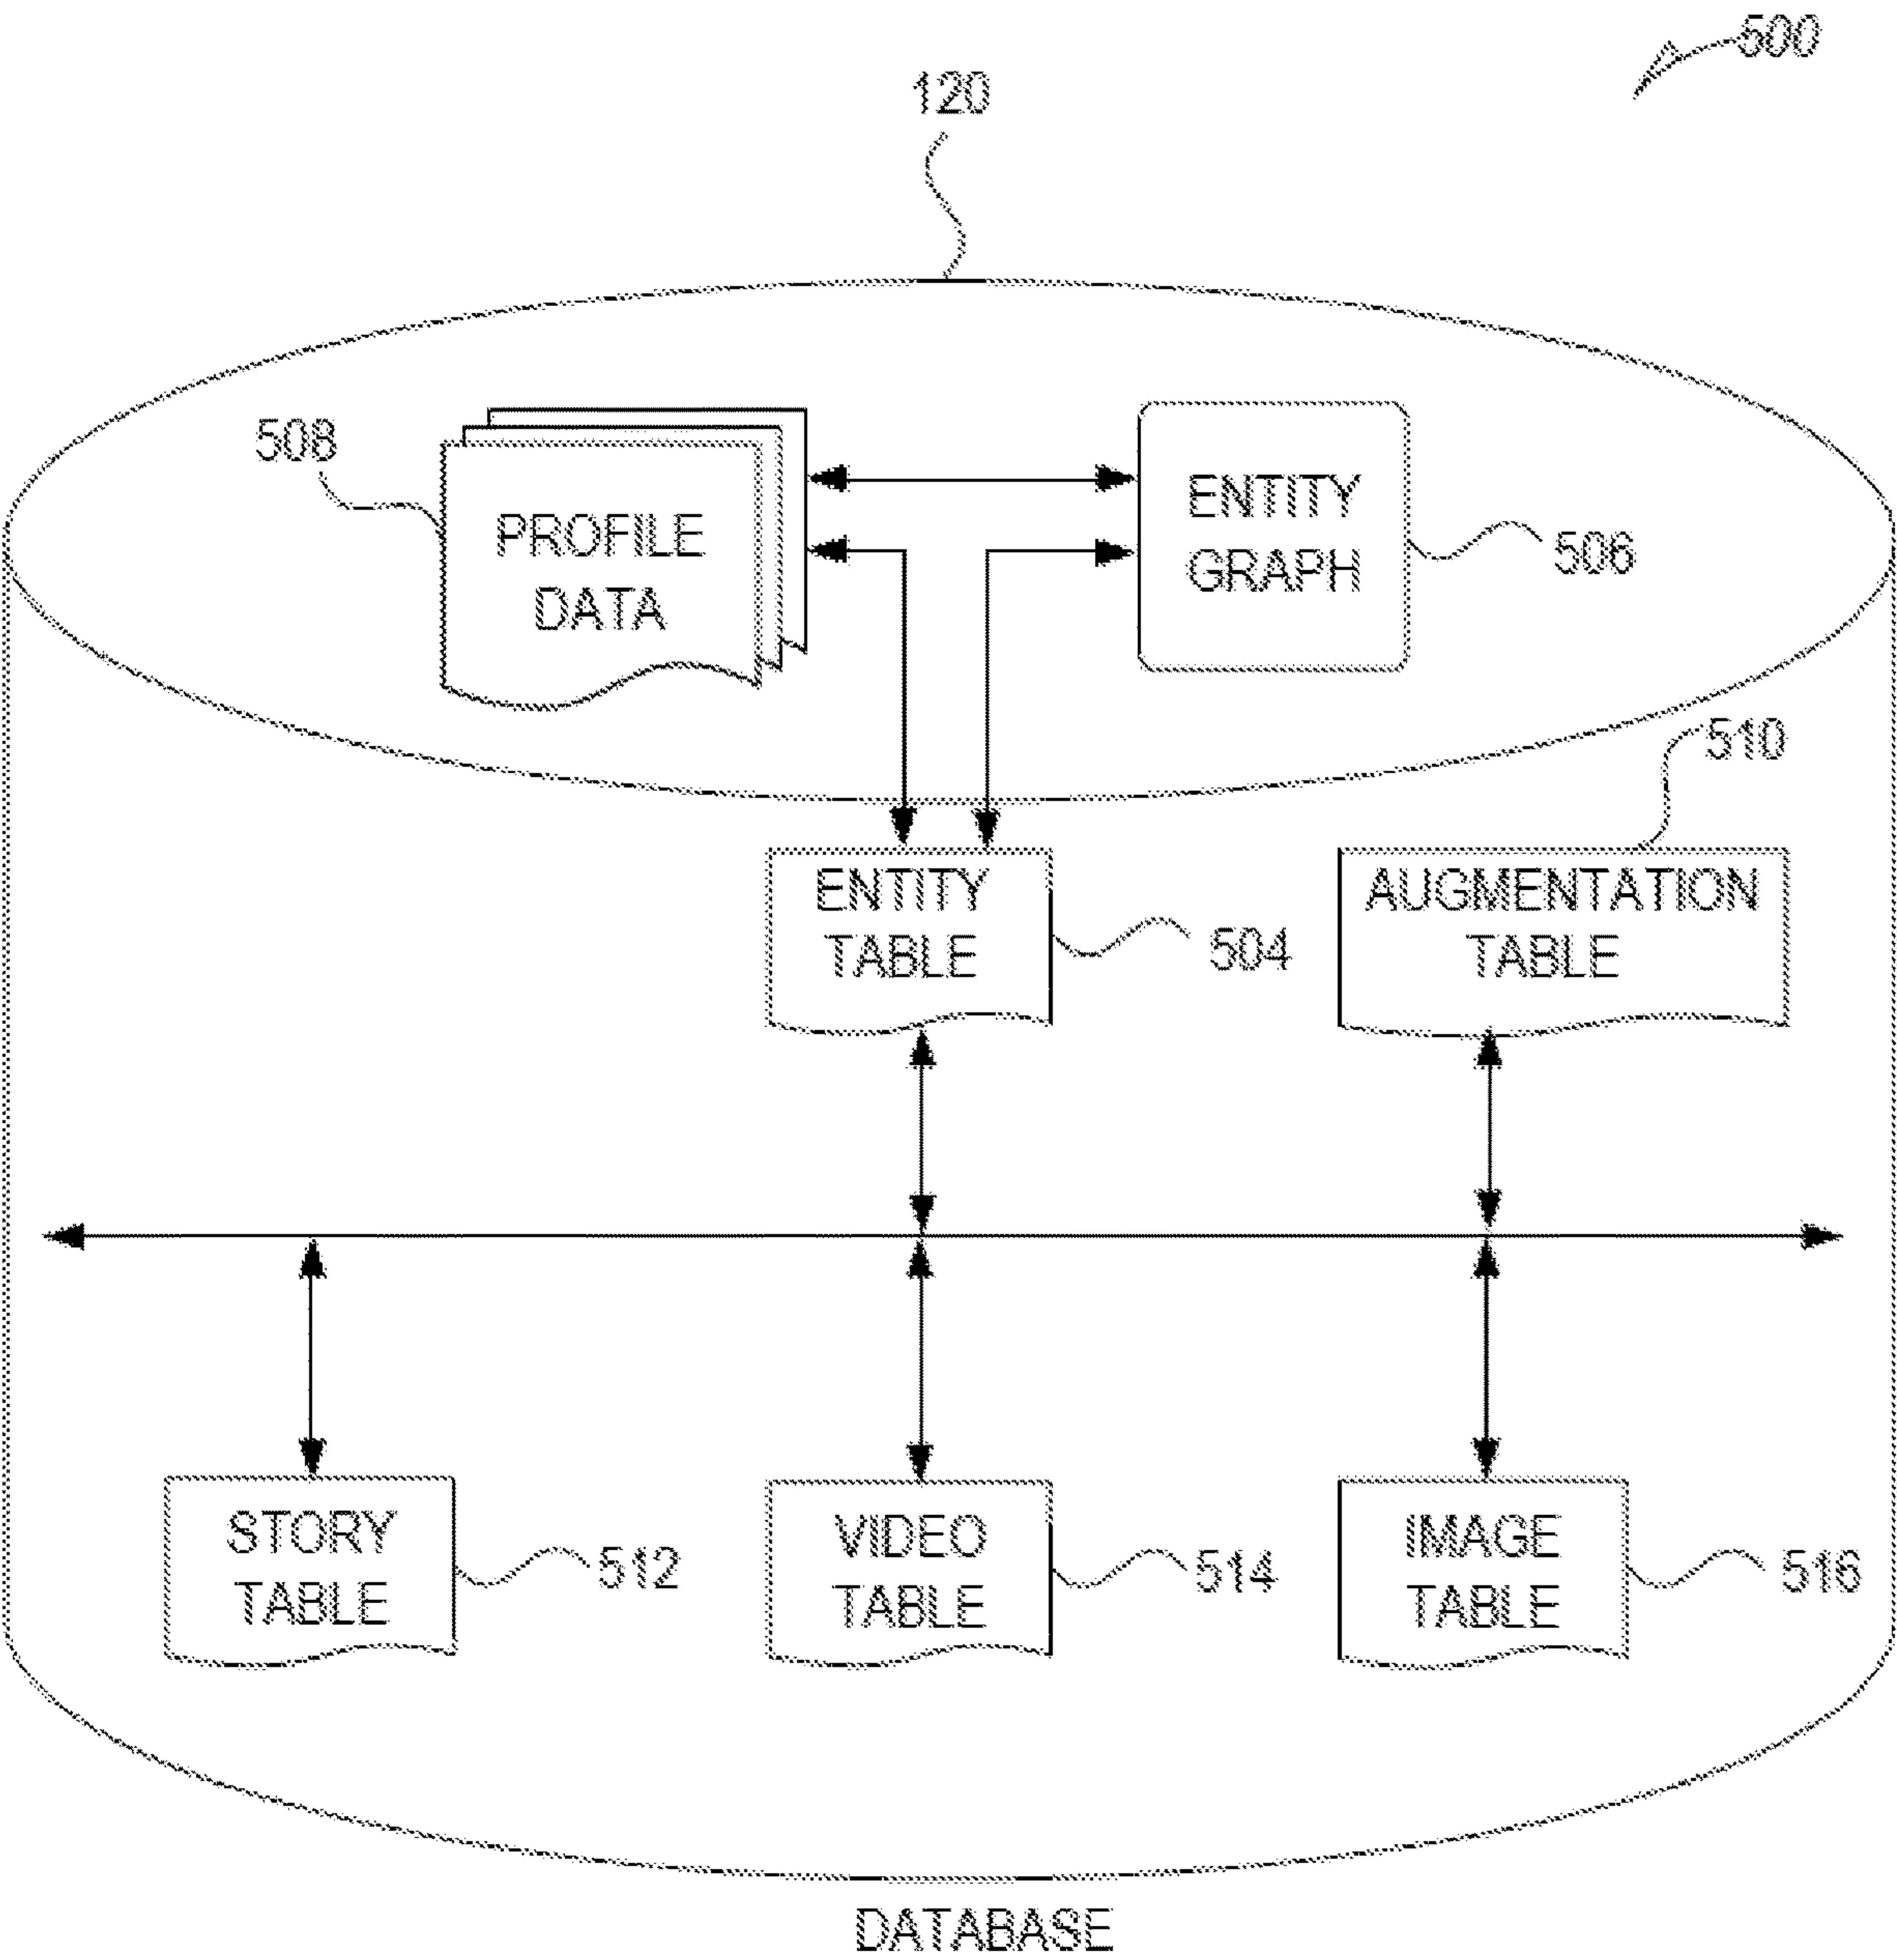 500
120
508
PROFILE
DATA
ENTITY
GRAPH
506
510
ENTITY
TABLE
504
AUGMENTATION
TABLE
STORY
TABLE
512
VIDEO
TABLE
514
IMAGE
TABLE
516
DATABASE